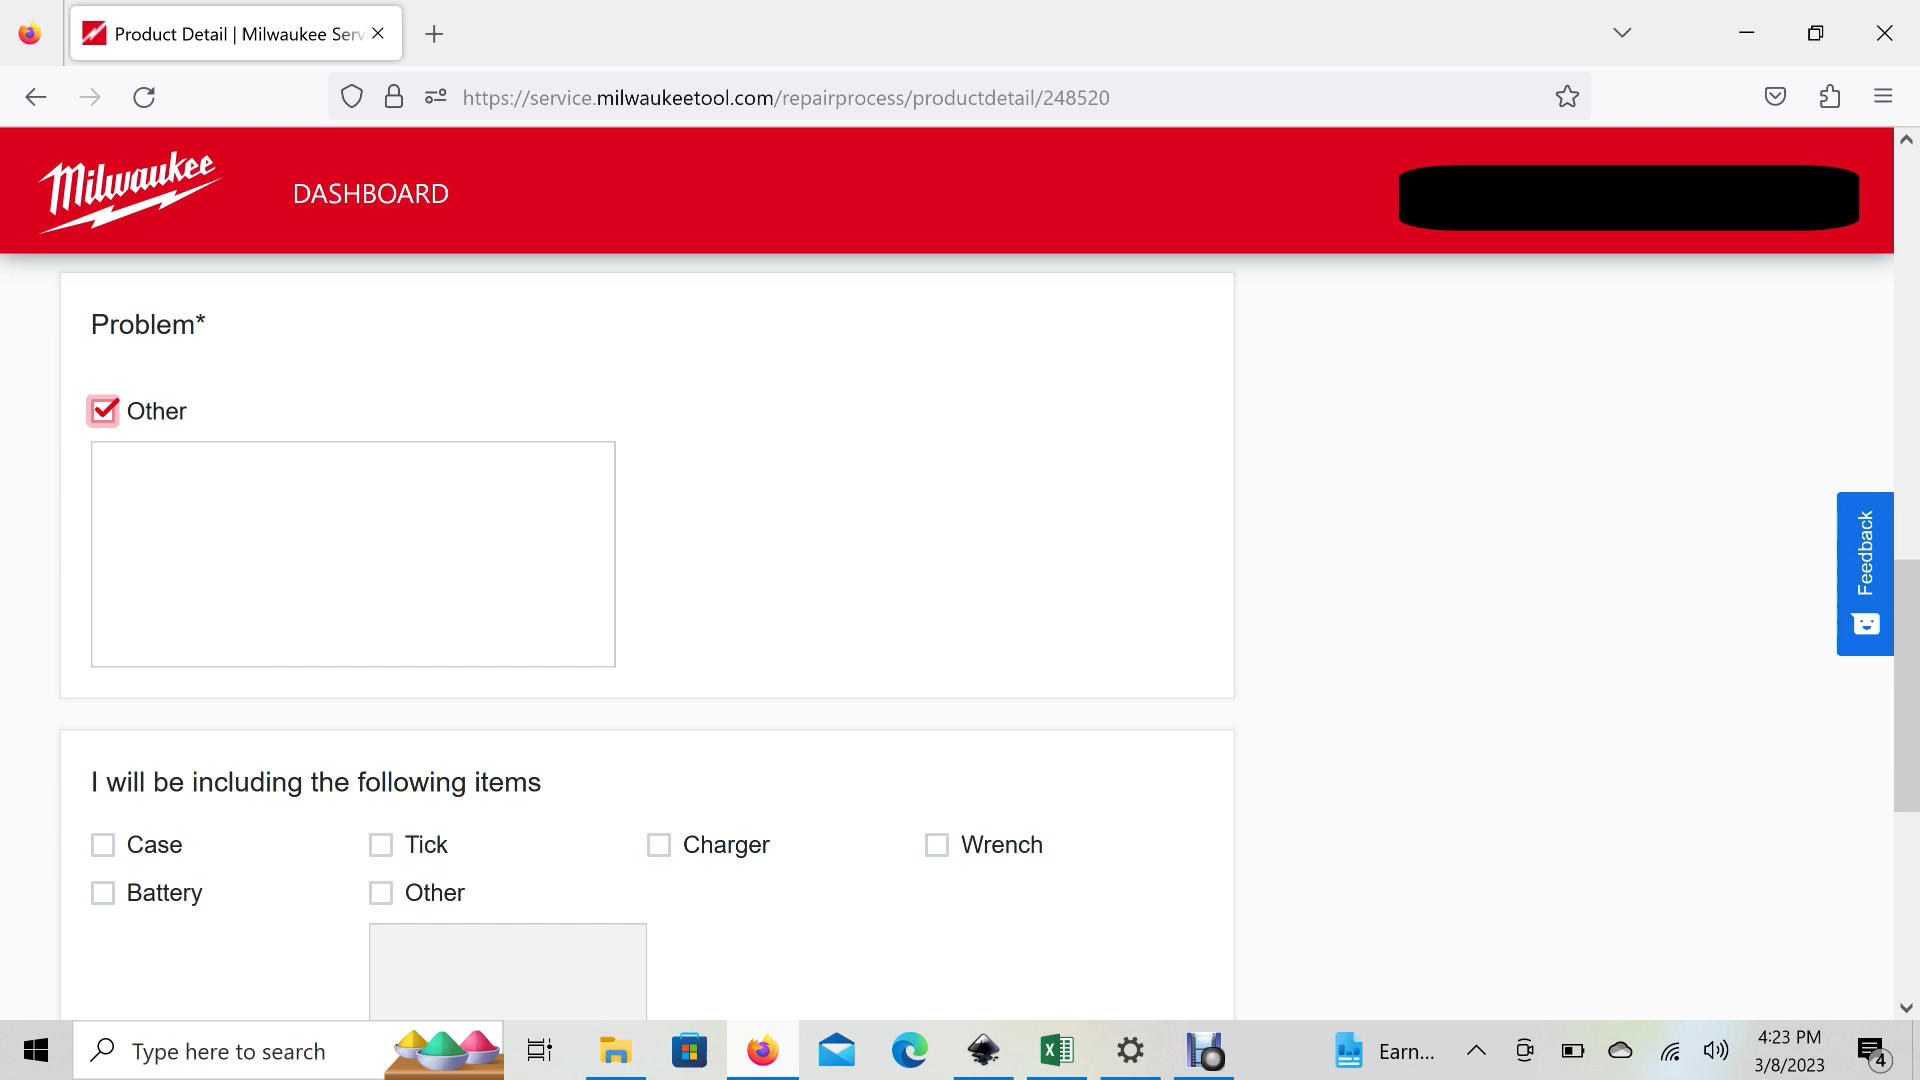 Product Detail | Milwaukee Serv
https://service.milwaukeetool.com/repairprocess/productdetail/248520
Milwaukee
DASHBOARD
Problem*
Other
Feedback
I will be including the following items
Case
Tick
Charger
Wrench
Battery
Other
Type here to search
Earn...
4:23 PM
3/8/2023
4